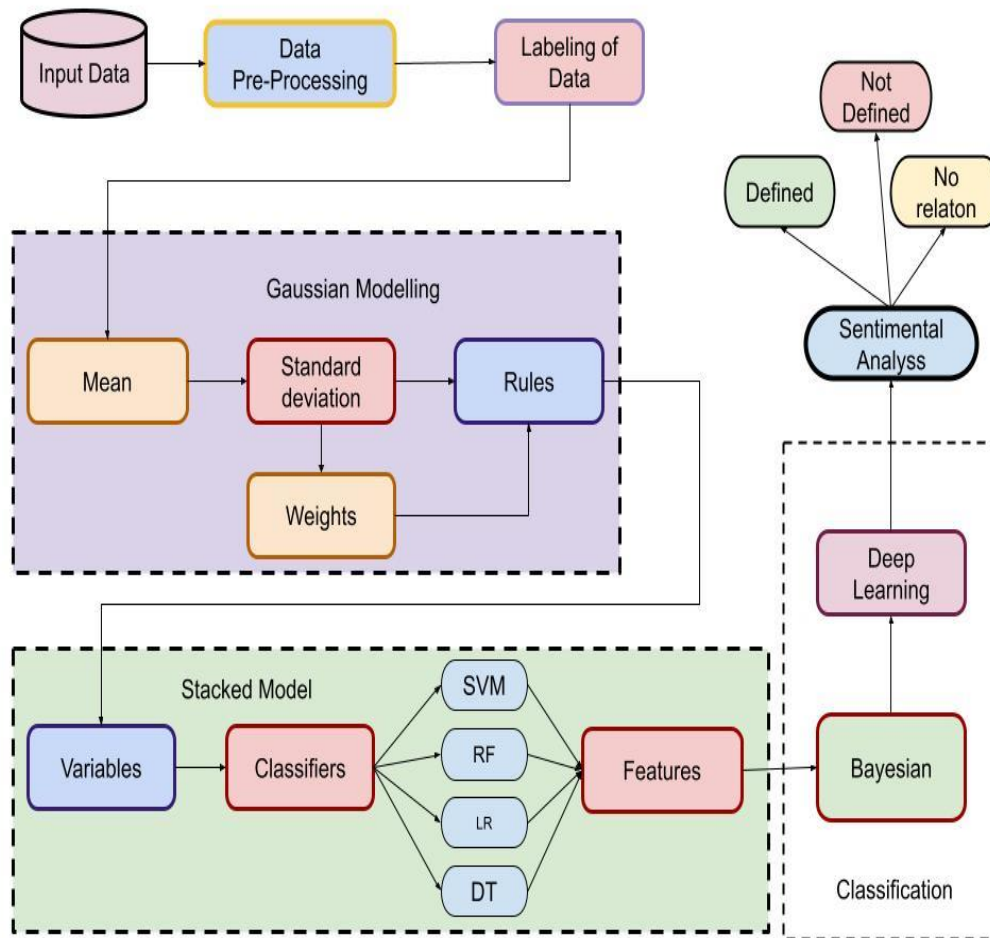 Input Data
Data
Pre-Processing
Labeling of
Data
Not
Defined
Defined
No
relaton
Gaussian Modelling
Mean
Standard
deviation
Rules
Weights
Sentimental
Analyss
Deep
Learning
Stacked Model
Variables
Classifiers
SVM
RF
LR
DT
Features
Bayesian
Classification